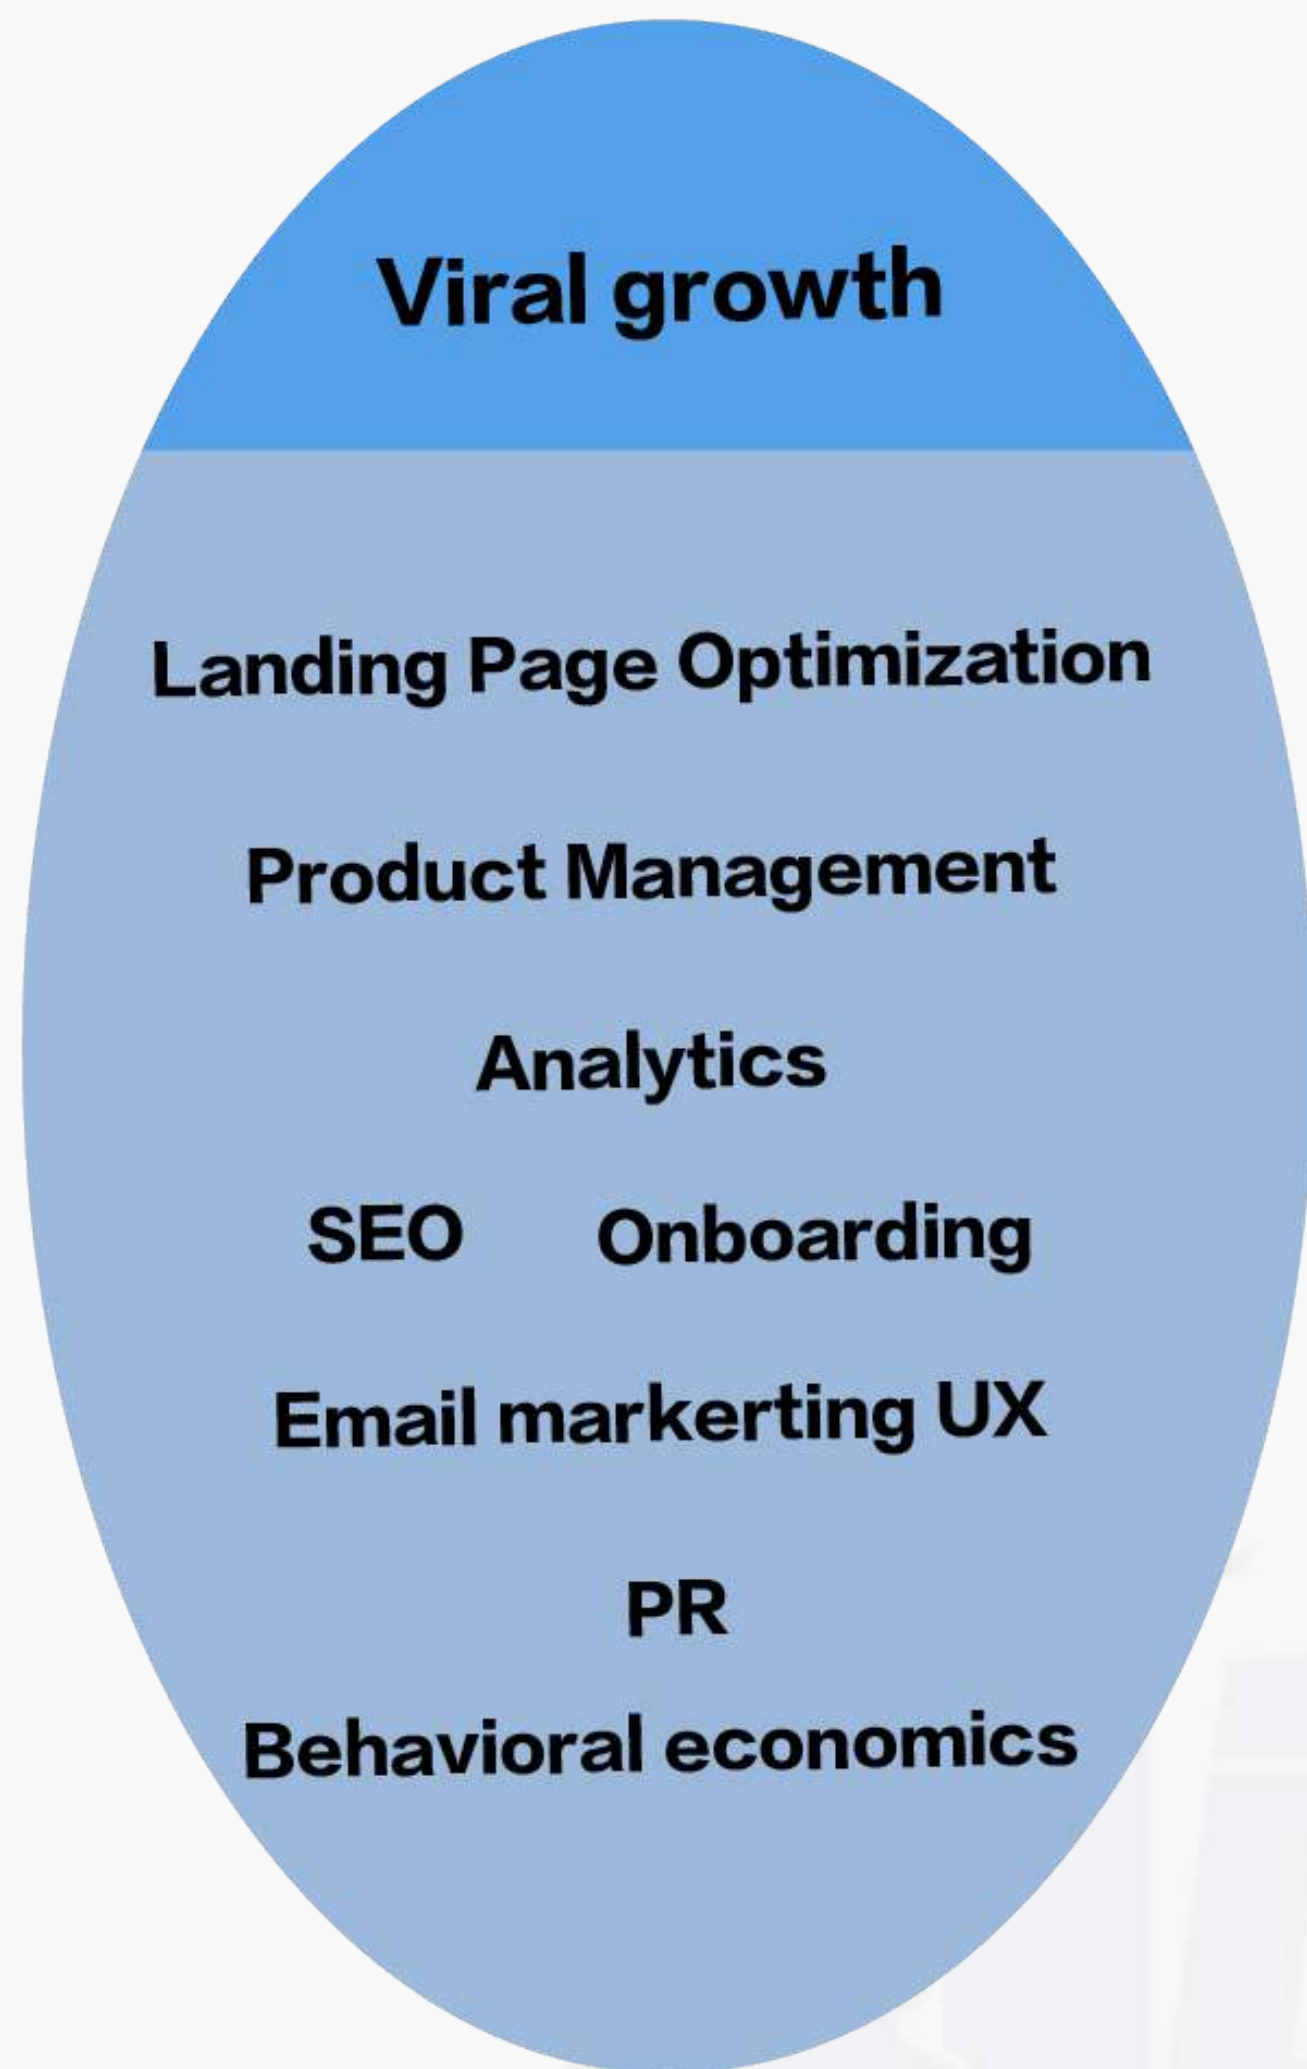 Viral growth
Landing Page Optimization
Product Management
Analytics
SEO Onboarding
Email markerting UX
PR
Behavioral economics